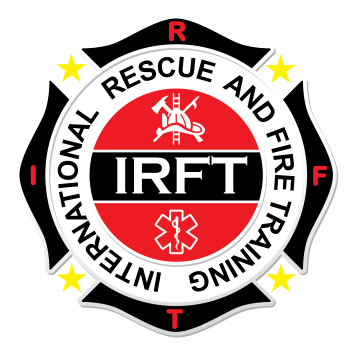 R
I
F
T
INTERNATIONAL RESCUE AND FIRE TRAINING
IRFT